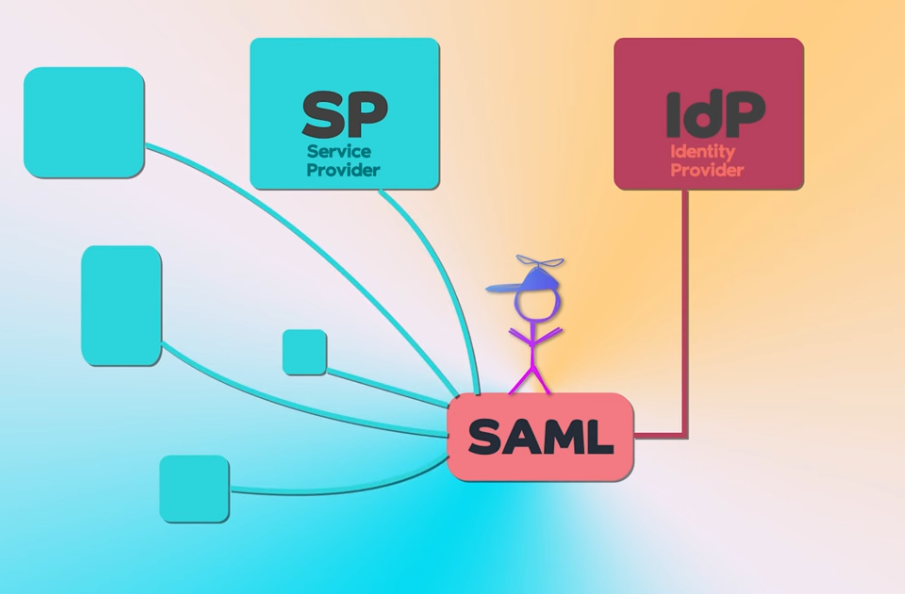 SP
Service
Provider
IdP
Identity
Provider
SAML